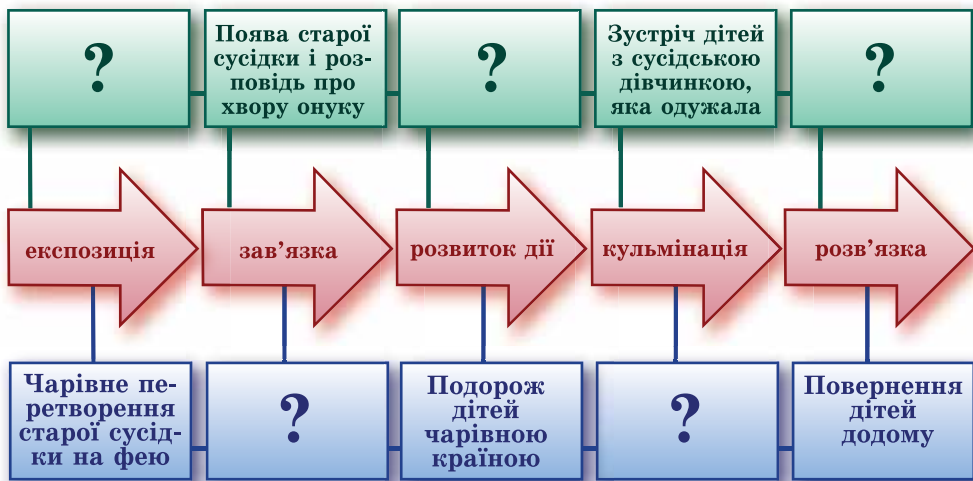 ?
Поява старої
сусідки і роз-
повідь про
хвору онуку
?
Зустріч дітей
з сусідською
дівчинкою,
яка одужала
?
експозиція
зав’язка
розвиток дії
кульмінація
розв’язка
Чарівне пе-
ретворення
старої сусід-
ки на фею
?
Подорож
дітей
чарівною
країною
?
Повернення
дітей
додому